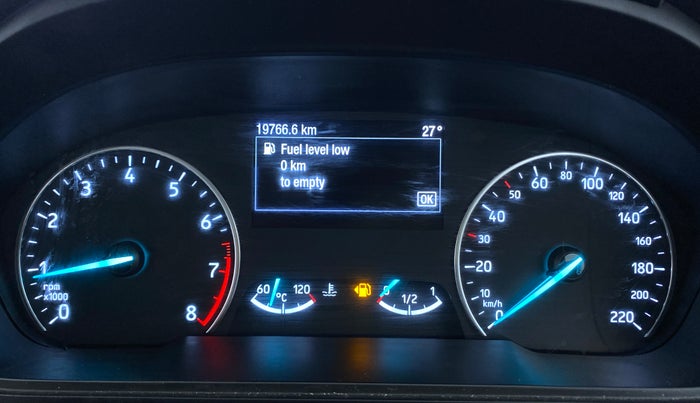 19766.6 km 27°
Fuel level low
0 km
to empty
OK
0 1 2 3 4 5 6 7 8
rpm
x1000
60 120
°C
0 1/2 1
0 10 20 30 40 50 60 80 100 120 140 160 180 200 220
km/h